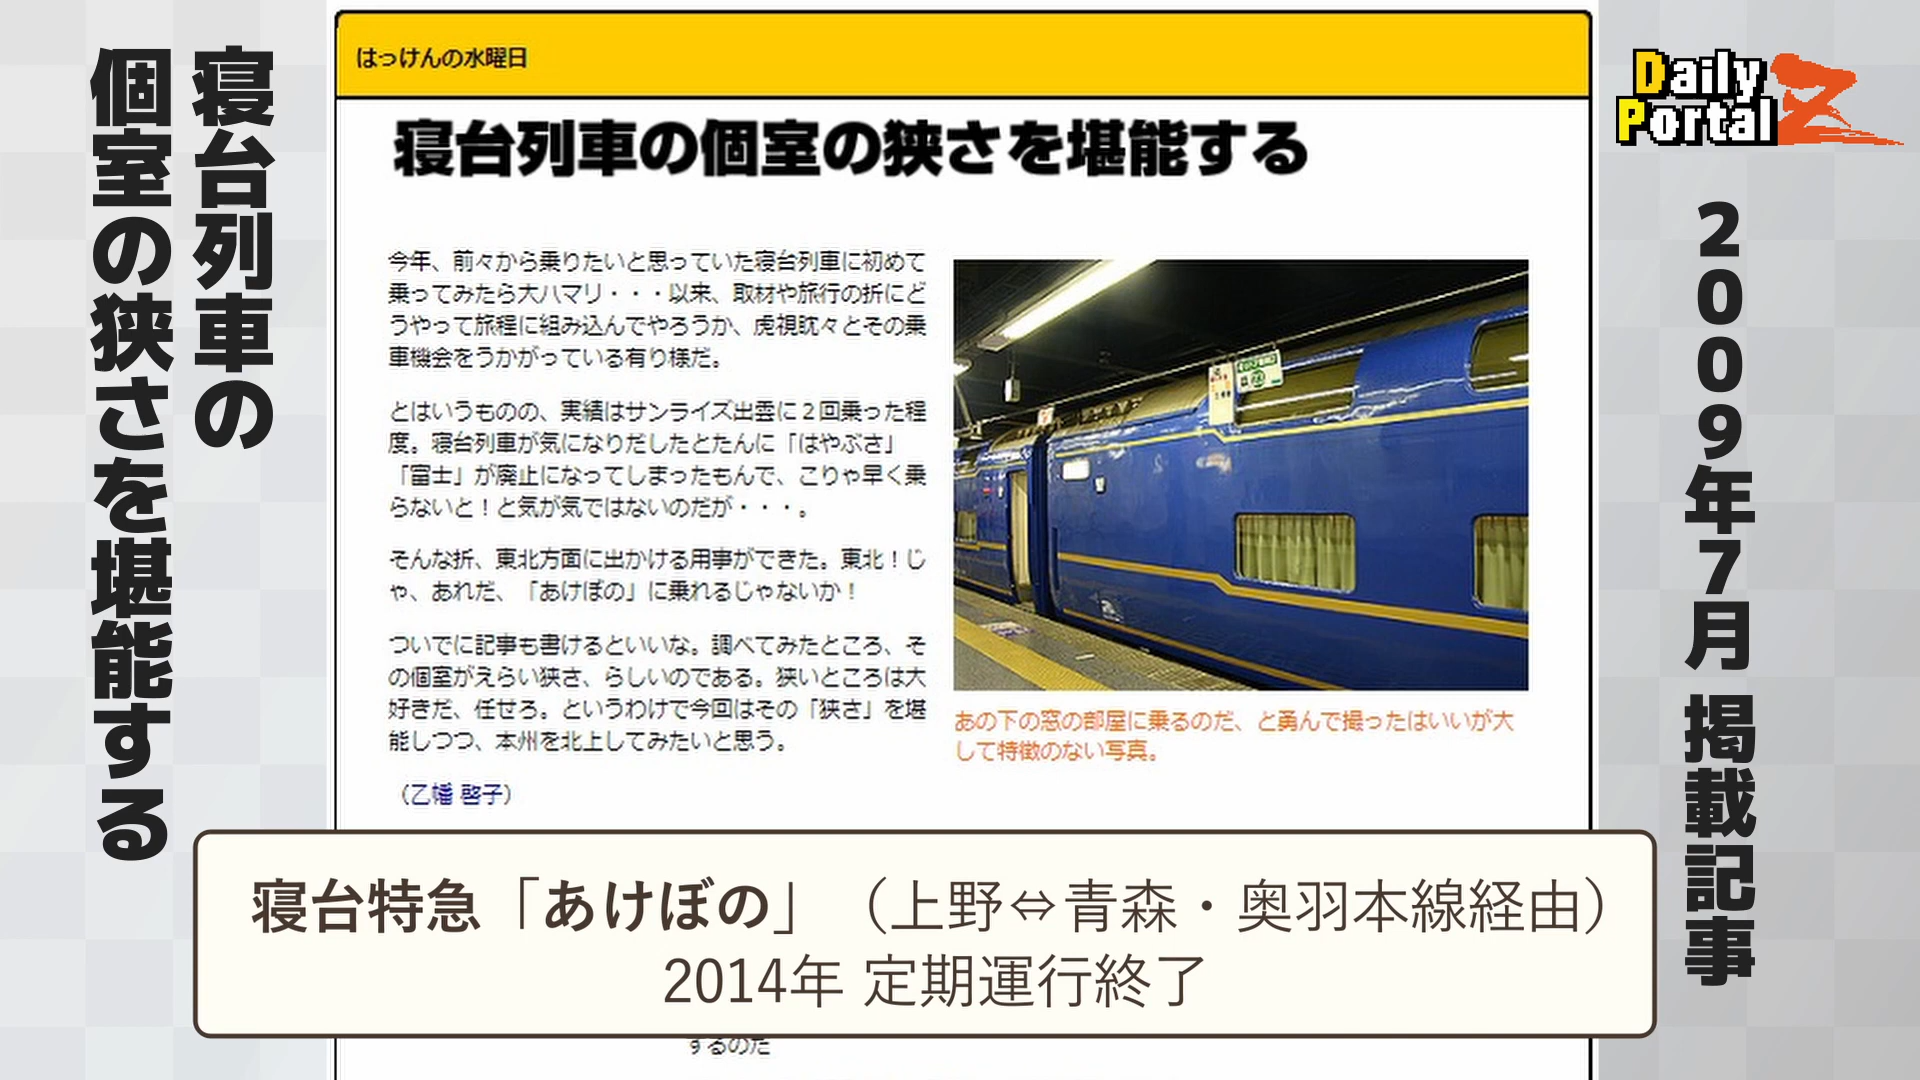 寝台列車の
個室の狭さを堪能する
はっけんの水曜日
寝台列車の個室の狭さを堪能する
今年、前々から乗りたいと思っていた寝台列車に初めて
乗ってみたら大ハマリ・・・以来、取材や旅行の折にど
うやって旅程に組み込んでやろうか、虎視眈々とその乗
車機会をうかがっている有り様だ。
とはいうものの、実績はサンライズ出雲に２回乗った程
度。寝台列車が気になりだしたとたんに「はやぶさ」
「富士」が廃止になってしまったもんで、こりゃ早く乗
らないと！と気が気ではないのだが・・・。
そんな折、東北方面に出かける用事ができた。東北！じ
ゃ、あれだ、「あけぼの」に乗れるじゃないか！
ついでに記事も書けるといいな。調べてみたところ、そ
の個室がえらい狭さ、らしいのである。狭いところは大
好きだ、任せろ。というわけで今回はその「狭さ」を堪
能しつつ、本州を北上してみたいと思う。
（乙幡 啓子）
あの下の窓の部屋に乗るのだ、と勇んで撮ったはいいが大
して特徴のない写真。
Daily
Portal Z
2009年7月 掲載記事
寝台特急「あけぼの」（上野⇔青森・奥羽本線経由）
2014年 定期運行終了
するのだ